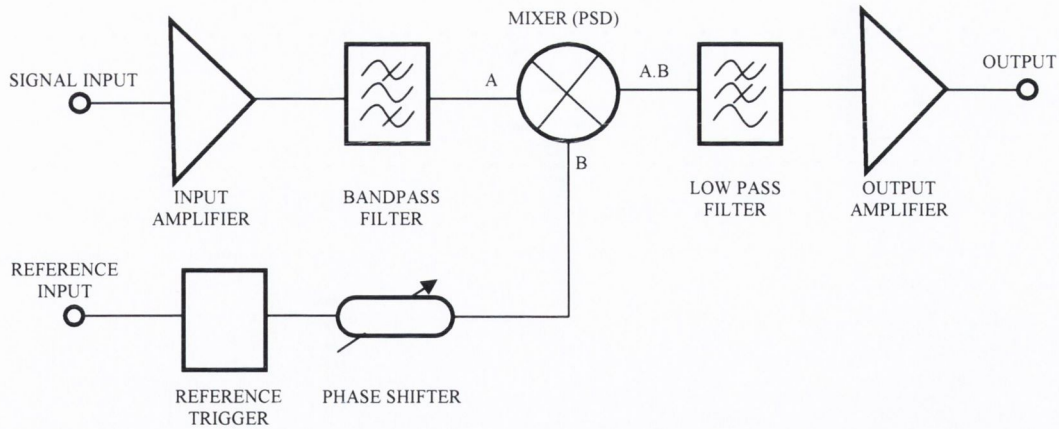 MIXER (PSD)
SIGNAL INPUT
A
A.B
OUTPUT
B
INPUT
AMPLIFIER
BANDPASS
FILTER
LOW PASS
FILTER
OUTPUT
AMPLIFIER
REFERENCE
INPUT
REFERENCE
TRIGGER
PHASE SHIFTER